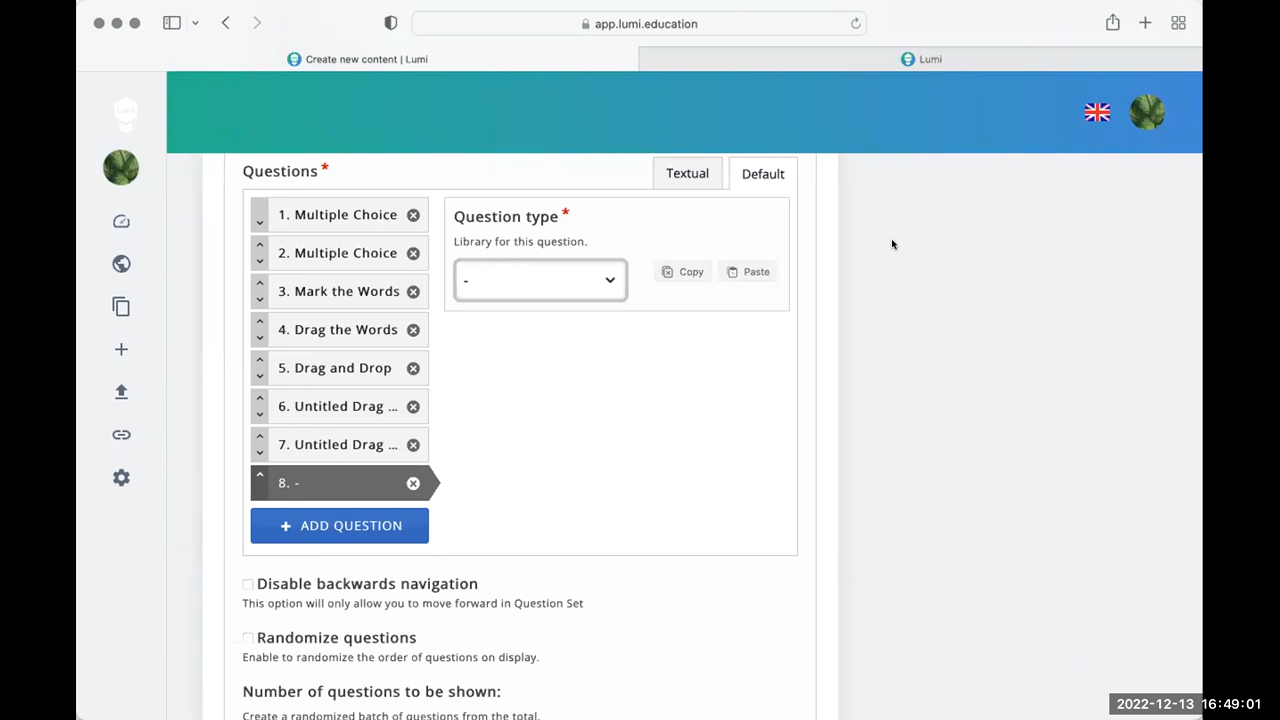 app.lumi.education
Create new content | Lumi
Lumi
Questions *
Textual
Default
1. Multiple Choice
2. Multiple Choice
3. Mark the Words
4. Drag the Words
5. Drag and Drop
6. Untitled Drag ...
7. Untitled Drag ...
8. -
+ ADD QUESTION
Question type *
Library for this question.
-
Copy
Paste
Disable backwards navigation
This option will only allow you to move forward in Question Set
Randomize questions
Enable to randomize the order of questions on display.
Number of questions to be shown:
Create a randomized batch of questions from the total.
2022-12-13 16:49:01